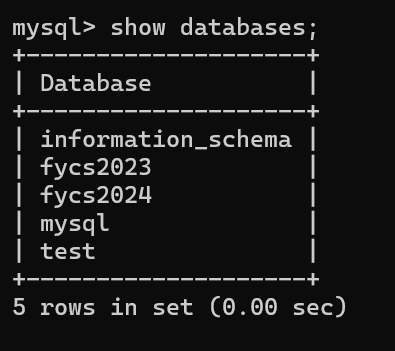 mysql> show databases;
+--------------------+
| Database           |
+--------------------+
| information_schema |
| fycs2023           |
| fycs2024           |
| mysql              |
| test               |
+--------------------+
5 rows in set (0.00 sec)